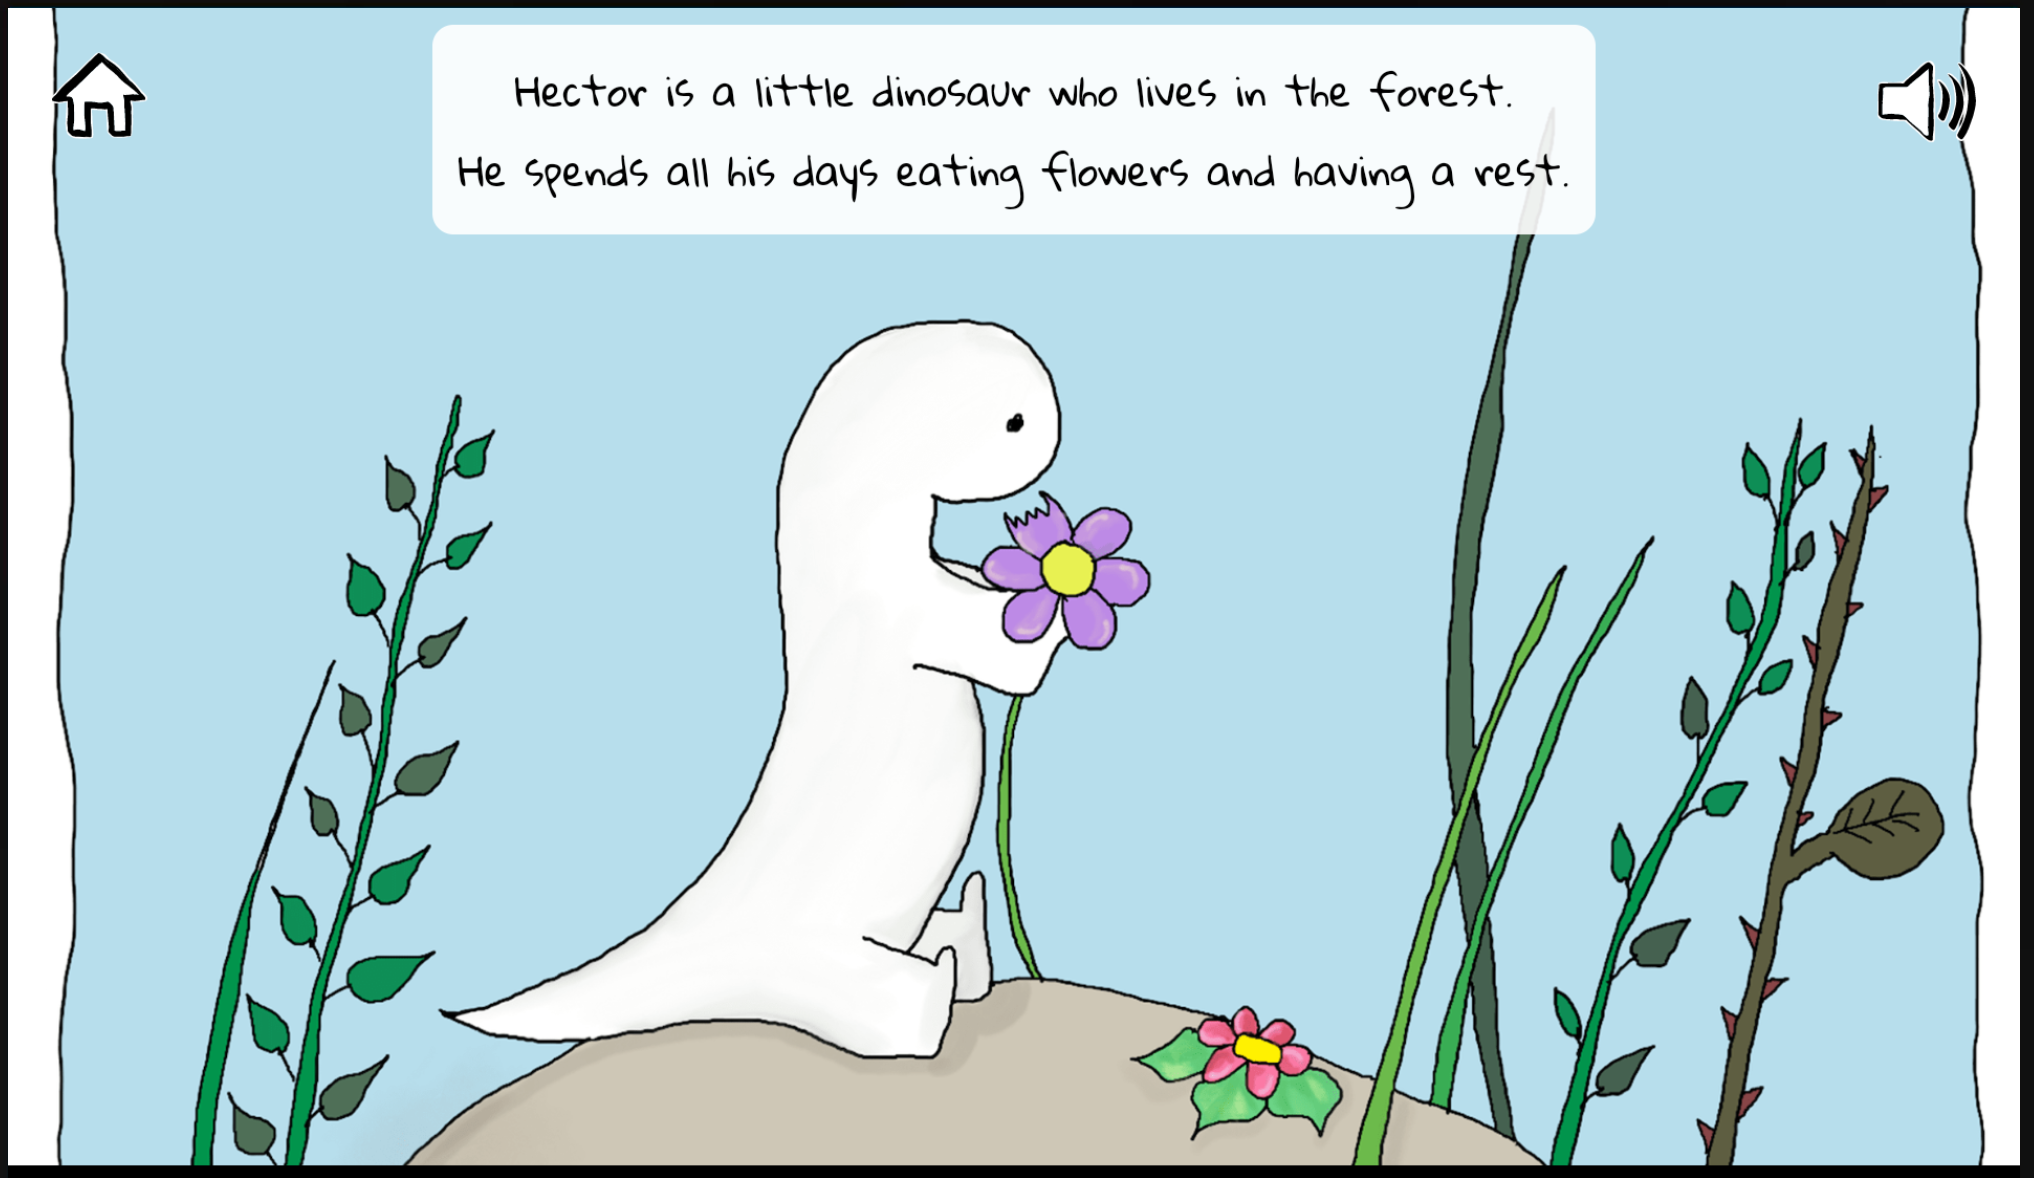 Hector is a little dinosaur who lives in the forest.
He spends all his days eating flowers and having a rest.